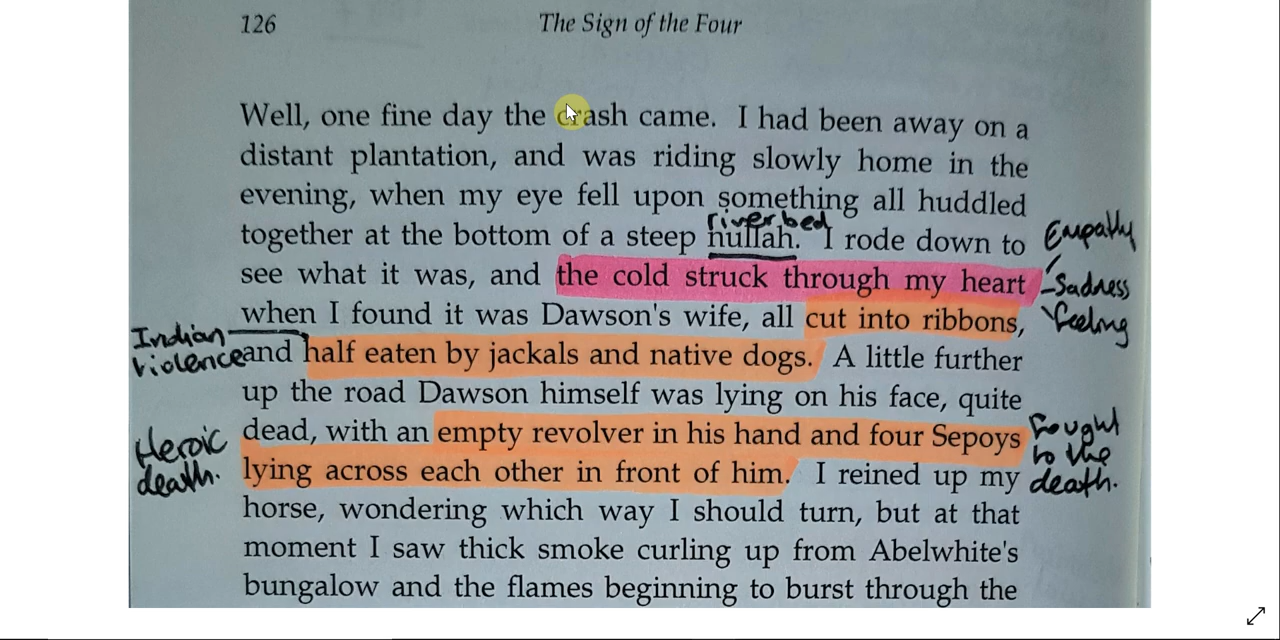 126 The Sign of the Four
Well, one fine day the crash came. I had been away on a
distant plantation, and was riding slowly home in the
evening, when my eye fell upon something all huddled
river bed
together at the bottom of a steep nullah. I rode down to
Empathy
see what it was, and the cold struck through my heart
- Sadness
when I found it was Dawson's wife, all cut into ribbons,
feeling
Indian
violence
and half eaten by jackals and native dogs. A little further
up the road Dawson himself was lying on his face, quite
dead, with an empty revolver in his hand and four Sepoys
Heroic
death.
Fought
to the
death.
lying across each other in front of him. I reined up my
horse, wondering which way I should turn, but at that
moment I saw thick smoke curling up from Abelwhite's
bungalow and the flames beginning to burst through the